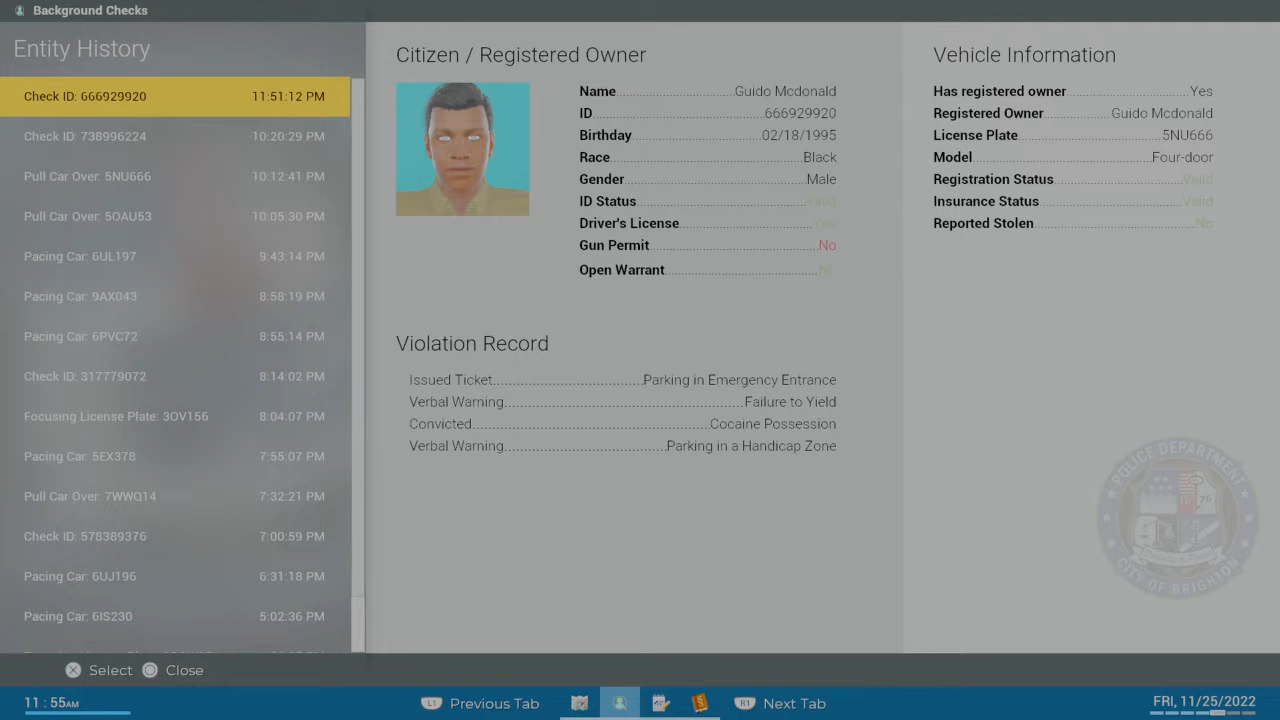 Background Checks
Entity History
Check ID: 666929920 11:51:12 PM
Check ID: 738996224 10:20:29 PM
Pull Car Over: 5NU666 10:12:41 PM
Pull Car Over: 5OAU53 10:05:30 PM
Pacing Car: 6UL197 9:43:14 PM
Pacing Car: 9AX043 8:58:19 PM
Pacing Car: 6PVC72 8:55:14 PM
Check ID: 317779072 8:14:02 PM
Focusing License Plate: 3OV156 8:04:07 PM
Pacing Car: 5EX378 7:55:07 PM
Pull Car Over: 7WWQ14 7:32:21 PM
Check ID: 578389376 7:00:59 PM
Pacing Car: 6UJ196 6:31:18 PM
Pacing Car: 6IS230 5:02:36 PM
Citizen / Registered Owner
Name Guido Mcdonald
ID 666929920
Birthday 02/18/1995
Race Black
Gender Male
ID Status Valid
Driver's License Yes
Gun Permit No
Open Warrant
Violation Record
Issued Ticket Parking in Emergency Entrance
Verbal Warning Failure to Yield
Convicted Cocaine Possession
Verbal Warning Parking in a Handicap Zone
Vehicle Information
Has registered owner Yes
Registered Owner Guido Mcdonald
License Plate 5NU666
Model Four-door
Registration Status Valid
Insurance Status Valid
Reported Stolen No
POLICE DEPARTMENT
76
CITY OF BRIGHTON
Select Close
11 : 55AM
L1 Previous Tab
R1 Next Tab
FRI, 11/25/2022